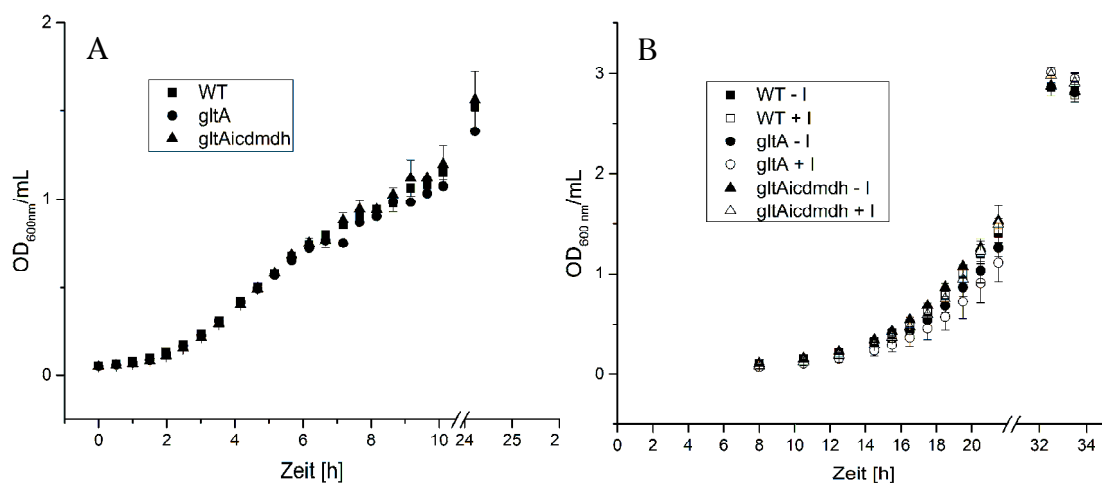 A
2
1
0
OD600nm/mL
WT
gltA
gltAicdmdh
0 2 4 6 8 10 24 25 2
Zeit [h]
B
3
2
1
0
OD600 nm/mL
WT - I
WT + I
gltA - I
gltA + I
gltAicdmdh - I
gltAicdmdh + I
0 2 4 6 8 10 12 14 16 18 20 32 34
Zeit [h]